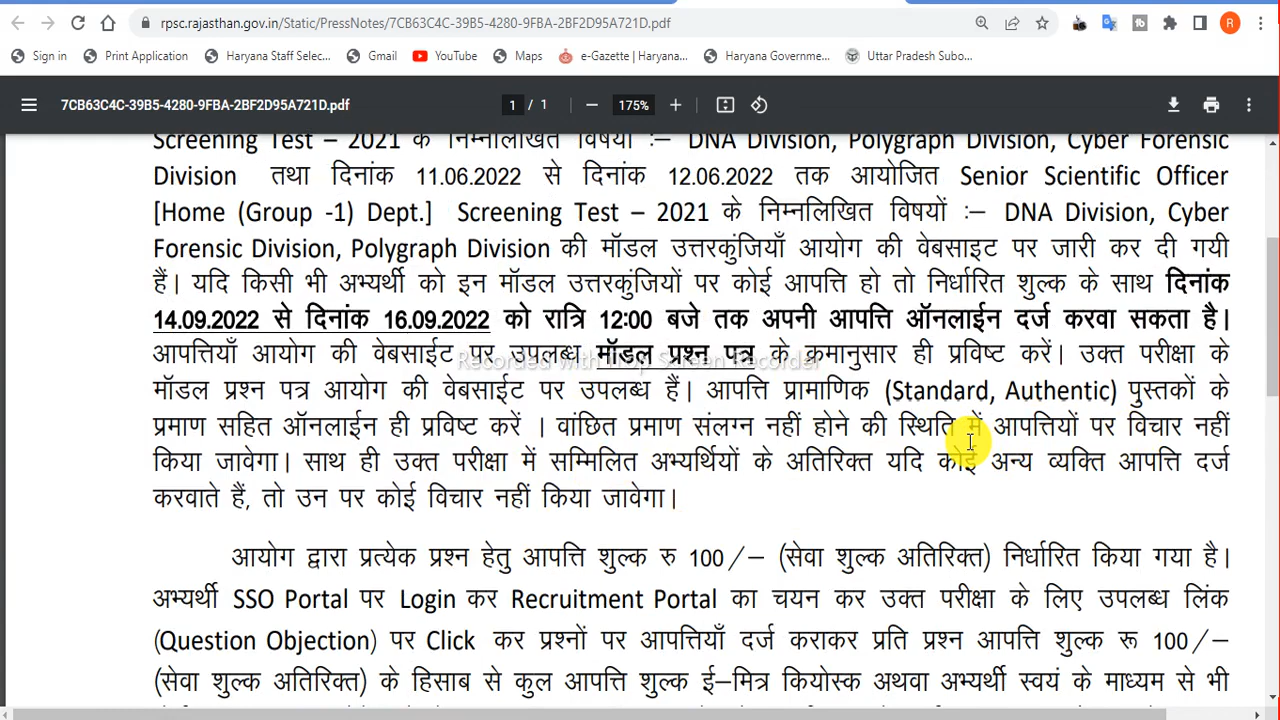 rpsc.rajasthan.gov.in/Static/PressNotes/7CB63C4C-39B5-4280-9FBA-2BF2D95A721D.pdf
R
Sign in Print Application Haryana Staff Selec... Gmail YouTube Maps e-Gazette | Haryan... Haryana Governme... Uttar Pradesh Subo...
7CB63C4C-39B5-4280-9FBA-2BF2D95A721D.pdf 1 / 1 175%
Screening Test – 2021 के निम्नलिखित विषयों :– DNA Division, Polygraph Division, Cyber Forensic
Division तथा दिनांक 11.06.2022 से दिनांक 12.06.2022 तक आयोजित Senior Scientific Officer
[Home (Group -1) Dept.] Screening Test – 2021 के निम्नलिखित विषयों :– DNA Division, Cyber
Forensic Division, Polygraph Division की मॉडल उत्तरकुंजियाँ आयोग की वेबसाइट पर जारी कर दी गयी
हैं। यदि किसी भी अभ्यर्थी को इन मॉडल उत्तरकुंजियों पर कोई आपत्ति हो तो निर्धारित शुल्क के साथ दिनांक
14.09.2022 से दिनांक 16.09.2022 को रात्रि 12:00 बजे तक अपनी आपत्ति ऑनलाईन दर्ज करवा सकता है।
आपत्तियाँ आयोग की वेबसाईट पर उपलब्ध मॉडल प्रश्न पत्र के क्रमानुसार ही प्रविष्ट करें। उक्त परीक्षा के
Recorded with iTop Screen Recorder
मॉडल प्रश्न पत्र आयोग की वेबसाईट पर उपलब्ध हैं। आपत्ति प्रामाणिक (Standard, Authentic) पुस्तकों के
प्रमाण सहित ऑनलाईन ही प्रविष्ट करें । वांछित प्रमाण संलग्न नहीं होने की स्थिति में आपत्तियों पर विचार नहीं
किया जावेगा। साथ ही उक्त परीक्षा में सम्मिलित अभ्यर्थियों के अतिरिक्त यदि कोई अन्य व्यक्ति आपत्ति दर्ज
करवाते हैं, तो उन पर कोई विचार नहीं किया जावेगा।
आयोग द्वारा प्रत्येक प्रश्न हेतु आपत्ति शुल्क रु 100/– (सेवा शुल्क अतिरिक्त) निर्धारित किया गया है।
अभ्यर्थी SSO Portal पर Login कर Recruitment Portal का चयन कर उक्त परीक्षा के लिए उपलब्ध लिंक
(Question Objection) पर Click कर प्रश्नों पर आपत्तियाँ दर्ज कराकर प्रति प्रश्न आपत्ति शुल्क रू 100/–
(सेवा शुल्क अतिरिक्त) के हिसाब से कुल आपत्ति शुल्क ई–मित्र कियोस्क अथवा अभ्यर्थी स्वयं के माध्यम से भी